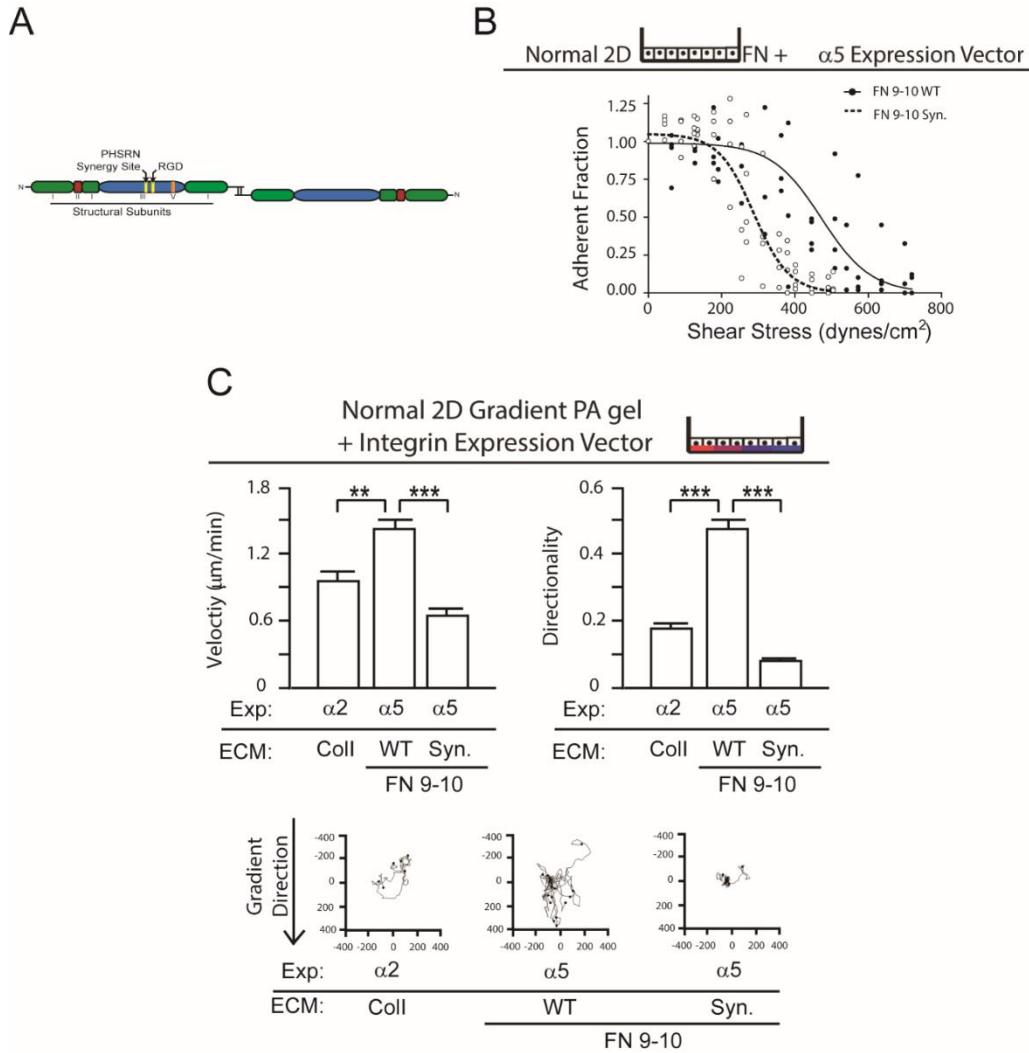 A
PHSRN
Synergy Site
RGD
N
N
I
II
I
III
V
I
Structural Subunits
B
Normal 2D FN + α5 Expression Vector
FN 9-10 WT
FN 9-10 Syn.
Adherent Fraction
1.25
1.00
0.75
0.50
0.25
0.00
0 200 400 600 800
Shear Stress (dynes/cm²)
C
Normal 2D Gradient PA gel
+ Integrin Expression Vector
** ***
Veloctiy (μm/min)
1.8
1.2
0.6
0
Exp: α2 α5 α5
ECM: ColI WT Syn.
FN 9-10
*** ***
Directionality
0.6
0.4
0.2
0
α2 α5 α5
ECM: ColI WT Syn.
FN 9-10
Gradient
Direction
-400
-200
0
200
400
-400 -200 0 200 400
-400
-200
0
200
400
-400 -200 0 200 400
-400
-200
0
200
400
-400 -200 0 200 400
Exp: α2 α5 α5
ECM: ColI WT Syn.
FN 9-10